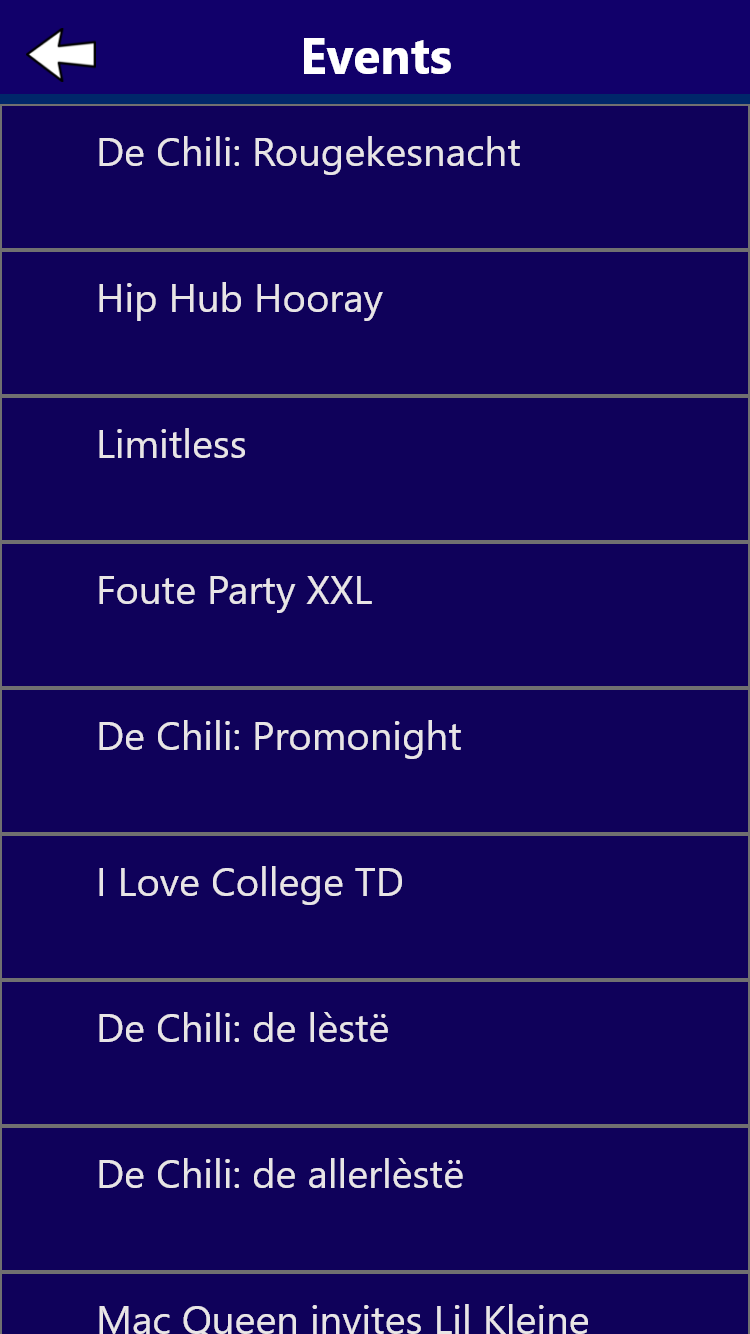 Events
De Chili: Rougekesnacht
Hip Hub Hooray
Limitless
Foute Party XXL
De Chili: Promonight
I Love College TD
De Chili: de lèstë
De Chili: de allerlèstë
Mac Queen invites Lil Kleine